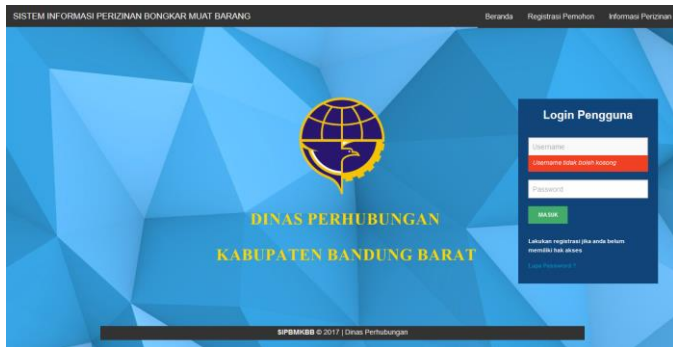 SISTEM INFORMASI PERIZINAN BONGKAR MUAT BARANG
Beranda Registrasi Pemohon Informasi Perizinan
Login Pengguna
Username
Username tidak boleh kosong
Password
MASUK
Lakukan registrasi jika anda belum
memiliki hak akses
Lupa Password ?
DINAS PERHUBUNGAN
KABUPATEN BANDUNG BARAT
SIPBMKBB © 2017 | Dinas Perhubungan